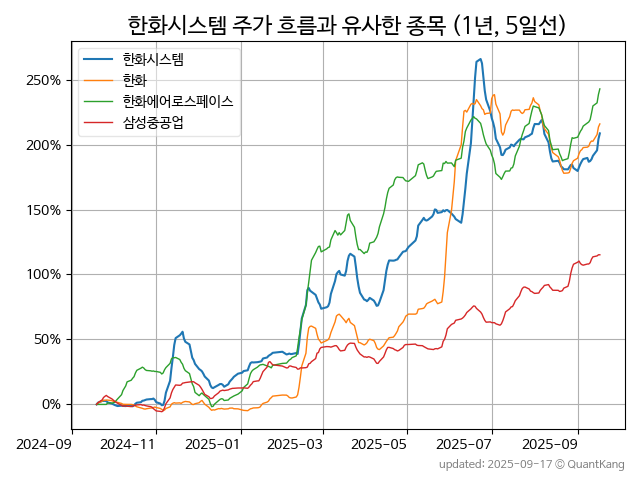 한화시스템 주가 흐름과 유사한 종목 (1년, 5일선)
한화시스템
한화
한화에어로스페이스
삼성중공업
250%
200%
150%
100%
50%
0%
2024-09 2024-11 2025-01 2025-03 2025-05 2025-07 2025-09
updated: 2025-09-17 © QuantKang